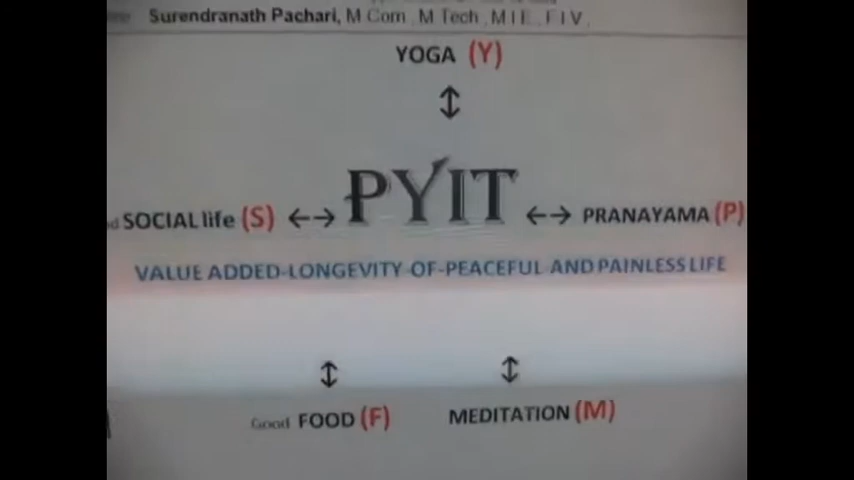 Surendranath Pachari, M Com , M Tech , M I E , F I V ,
YOGA (Y)
↕
SOCIAL life (S) ↔ PYIT ↔ PRANAYAMA (P)
VALUE ADDED-LONGEVITY-OF-PEACEFUL AND PAINLESS LIFE
↕ ↕
Good FOOD (F) MEDITATION (M)